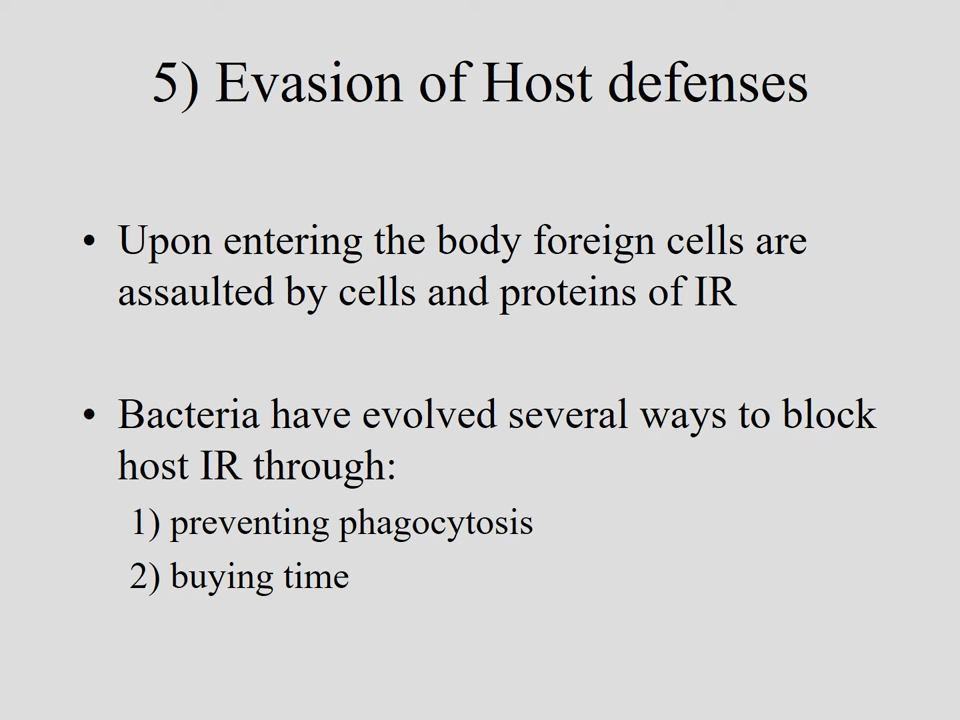 5) Evasion of Host defenses
• Upon entering the body foreign cells are
assaulted by cells and proteins of IR
• Bacteria have evolved several ways to block
host IR through:
1) preventing phagocytosis
2) buying time